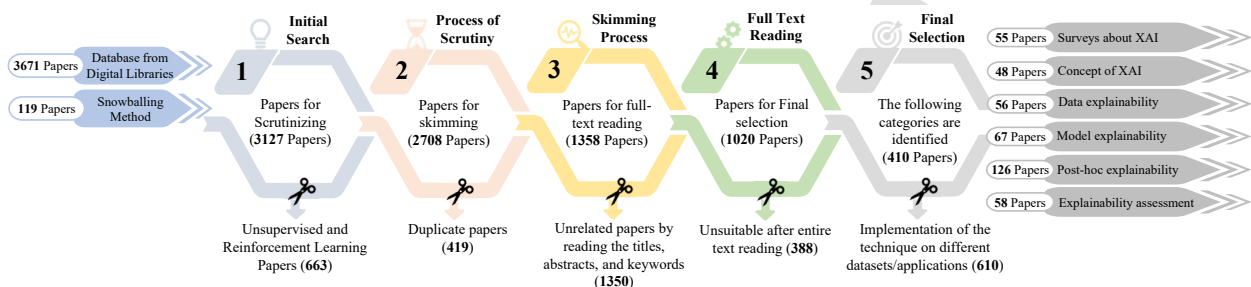 3671 Papers
Database from
Digital Libraries
119 Papers
Snowballing
Method
Initial
Search
1
Papers for
Scrutinizing
(3127 Papers)
Unsupervised and
Reinforcement Learning
Papers (663)
Process of
Scrutiny
2
Papers for
skimming
(2708 Papers)
Duplicate papers
(419)
Skimming
Process
3
Papers for full-
text reading
(1358 Papers)
Unrelated papers by
reading the titles,
abstracts, and keywords
(1350)
Full Text
Reading
4
Papers for Final
selection
(1020 Papers)
Unsuitable after entire
text reading (388)
Final
Selection
5
The following
categories are
identified
(410 Papers)
Implementation of the
technique on different
datasets/applications (610)
55 Papers
Surveys about XAI
48 Papers
Concept of XAI
56 Papers
Data explainability
67 Papers
Model explainability
126 Papers
Post-hoc explainability
58 Papers
Explainability assessment